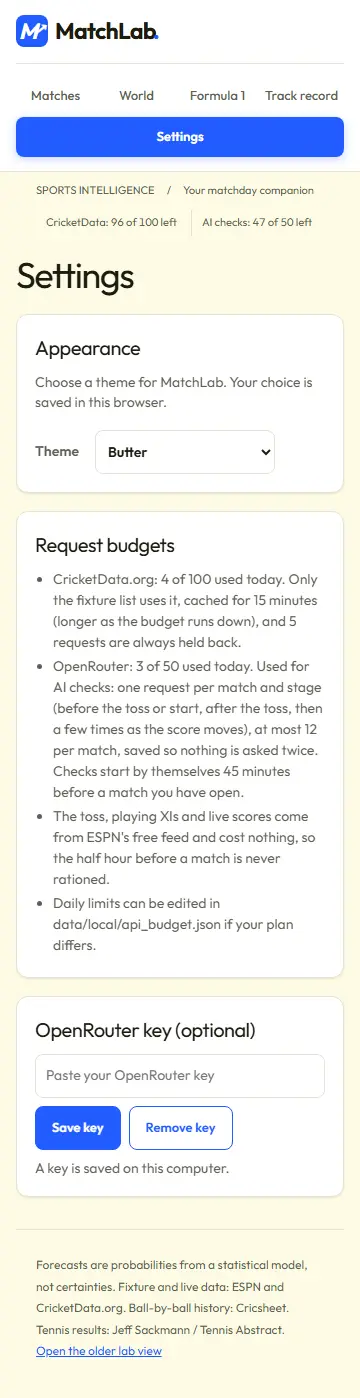 MatchLab.
Matches World Formula 1 Track record
Settings
SPORTS INTELLIGENCE / Your matchday companion
CricketData: 96 of 100 left AI checks: 47 of 50 left
Settings
Appearance
Choose a theme for MatchLab. Your choice is
saved in this browser.
Theme Butter
Request budgets
• CricketData.org: 4 of 100 used today. Only
the fixture list uses it, cached for 15 minutes
(longer as the budget runs down), and 5
requests are always held back.
• OpenRouter: 3 of 50 used today. Used for
AI checks: one request per match and stage
(before the toss or start, after the toss, then
a few times as the score moves), at most 12
per match, saved so nothing is asked twice.
Checks start by themselves 45 minutes
before a match you have open.
• The toss, playing XIs and live scores come
from ESPN's free feed and cost nothing, so
the half hour before a match is never
rationed.
• Daily limits can be edited in
data/local/api_budget.json if your plan
differs.
OpenRouter key (optional)
Paste your OpenRouter key
Save key Remove key
A key is saved on this computer.
Forecasts are probabilities from a statistical model,
not certainties. Fixture and live data: ESPN and
CricketData.org. Ball-by-ball history: Cricsheet.
Tennis results: Jeff Sackmann / Tennis Abstract.
Open the older lab view